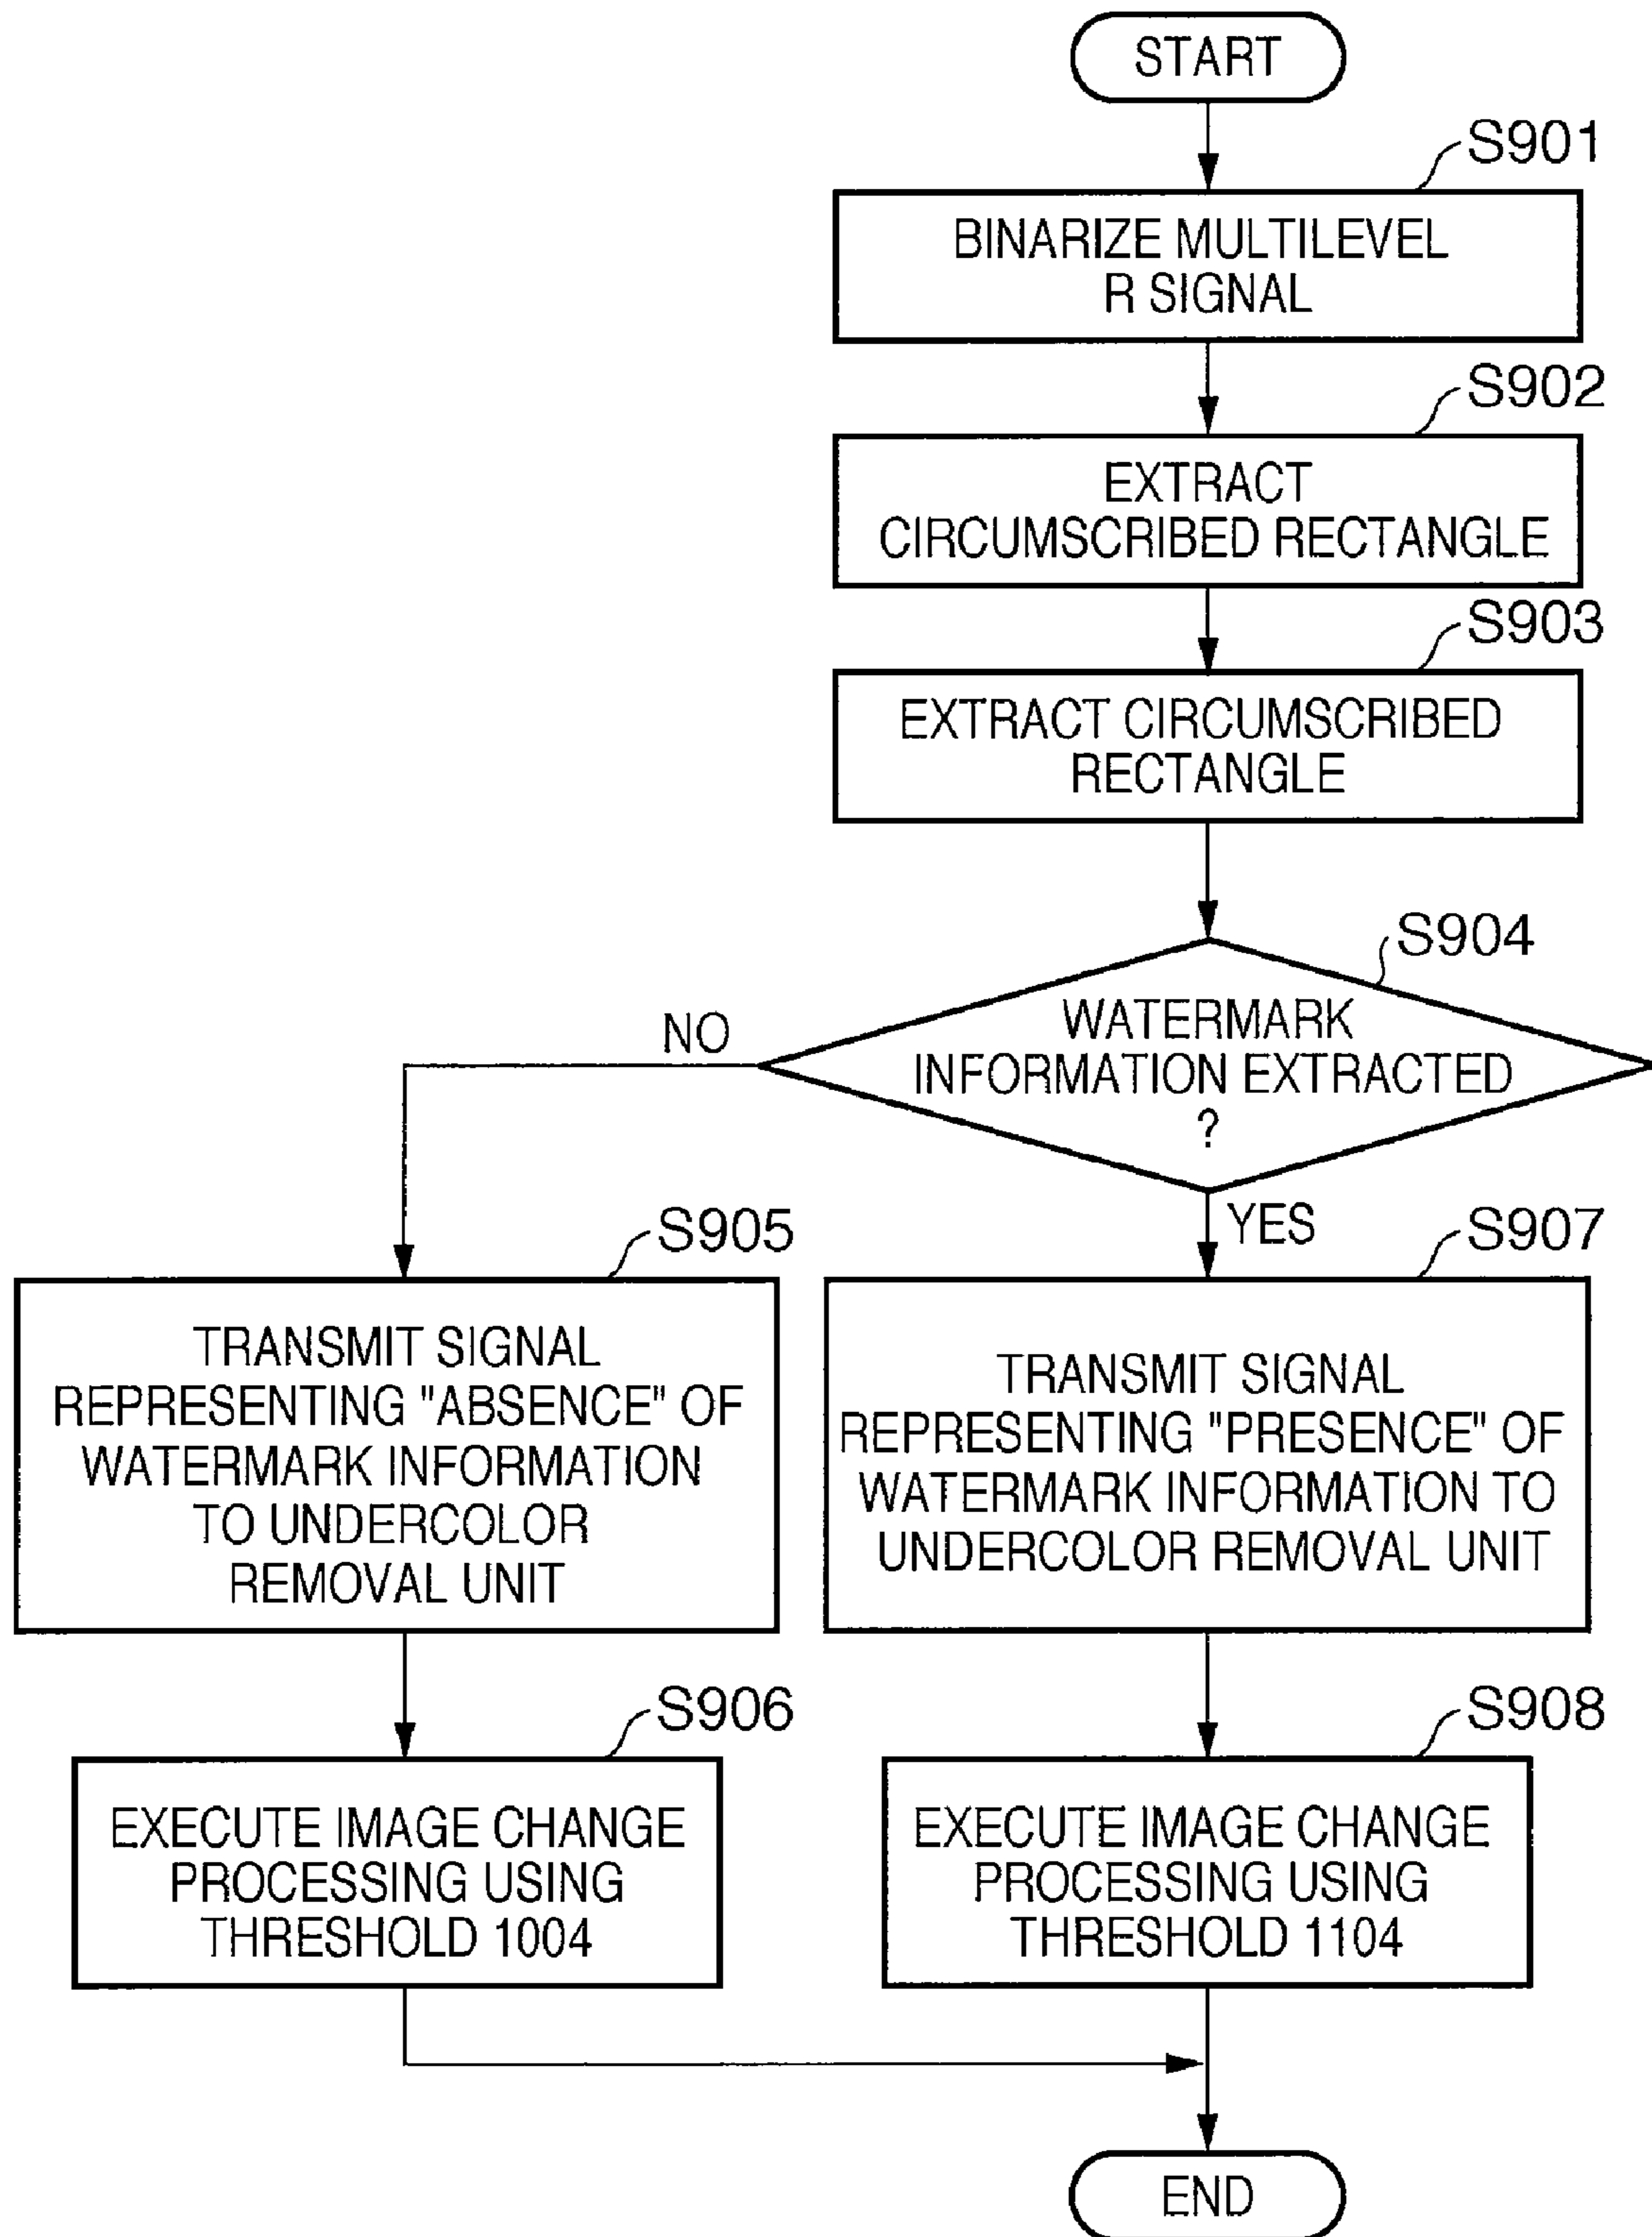 START
S901
BINARIZE MULTILEVEL
R SIGNAL
S902
EXTRACT
CIRCUMSCRIBED RECTANGLE
S903
EXTRACT CIRCUMSCRIBED
RECTANGLE
S904
WATERMARK
INFORMATION EXTRACTED
?
NO
YES
S905
TRANSMIT SIGNAL
REPRESENTING "ABSENCE" OF
WATERMARK INFORMATION
TO UNDERCOLOR
REMOVAL UNIT
S907
TRANSMIT SIGNAL
REPRESENTING "PRESENCE" OF
WATERMARK INFORMATION TO
UNDERCOLOR REMOVAL UNIT
S906
EXECUTE IMAGE CHANGE
PROCESSING USING
THRESHOLD 1004
S908
EXECUTE IMAGE CHANGE
PROCESSING USING
THRESHOLD 1104
END